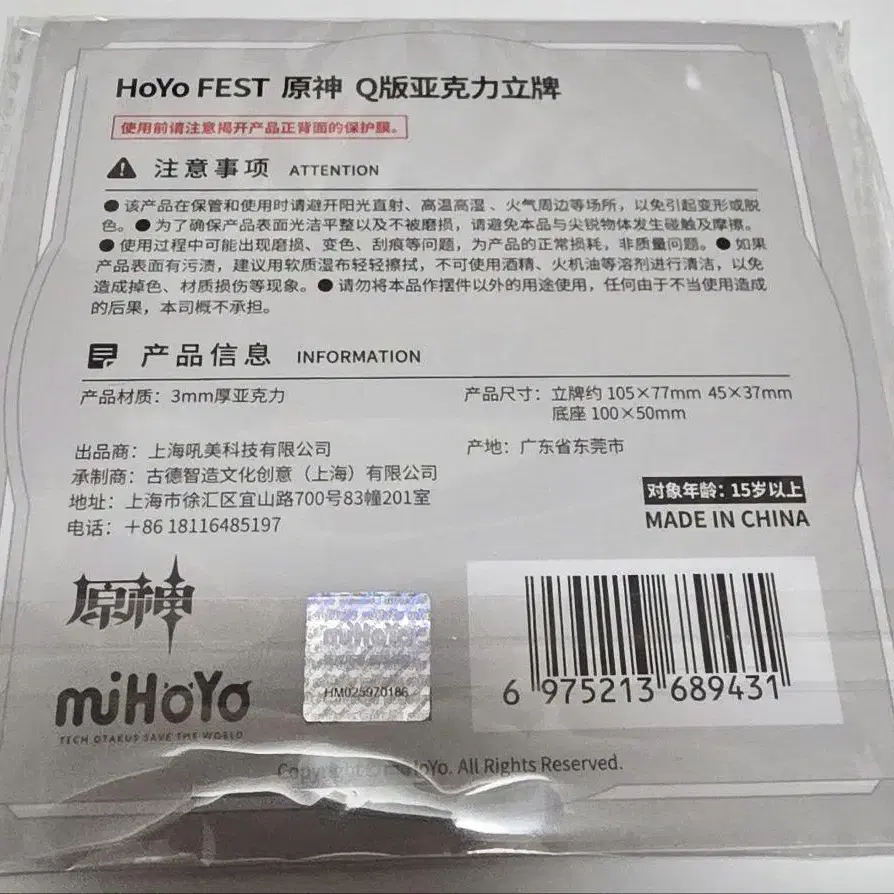 HoYo FEST 原神 Q版亚克力立牌
使用前请注意揭开产品正背面的保护膜。
注意事项 ATTENTION
●该产品在保管和使用时请避开阳光直射、高温高湿、火气周边等场所，以免引起变形或脱
色。●为了确保产品表面光洁平整以及不被磨损，请避免本品与尖锐物体发生碰触及摩擦。
●使用过程中可能出现磨损、变色、刮痕等问题，为产品的正常损耗，非质量问题。●如果
产品表面有污渍，建议用软质湿布轻轻擦拭，不可使用酒精、火机油等溶剂进行清洁，以免
造成掉色、材质损伤等现象。●请勿将本品作摆件以外的用途使用，任何由于不当使用造成
的后果，本司概不承担。
产品信息 INFORMATION
产品材质：3mm厚亚克力
产品尺寸：立牌约 105×77mm 45×37mm
底座 100×50mm
出品商：上海吼美科技有限公司
产地：广东省东莞市
承制商：古德智造文化创意（上海）有限公司
地址：上海市徐汇区宜山路700号83幢201室
电话：+86 18116485197
对象年龄：15岁以上
MADE IN CHINA
原神
miHoYo
TECH OTAKUS SAVE THE WORLD
miHoYo
HM025970186
6 975213 689431
Copyright © miHoYo. All Rights Reserved.